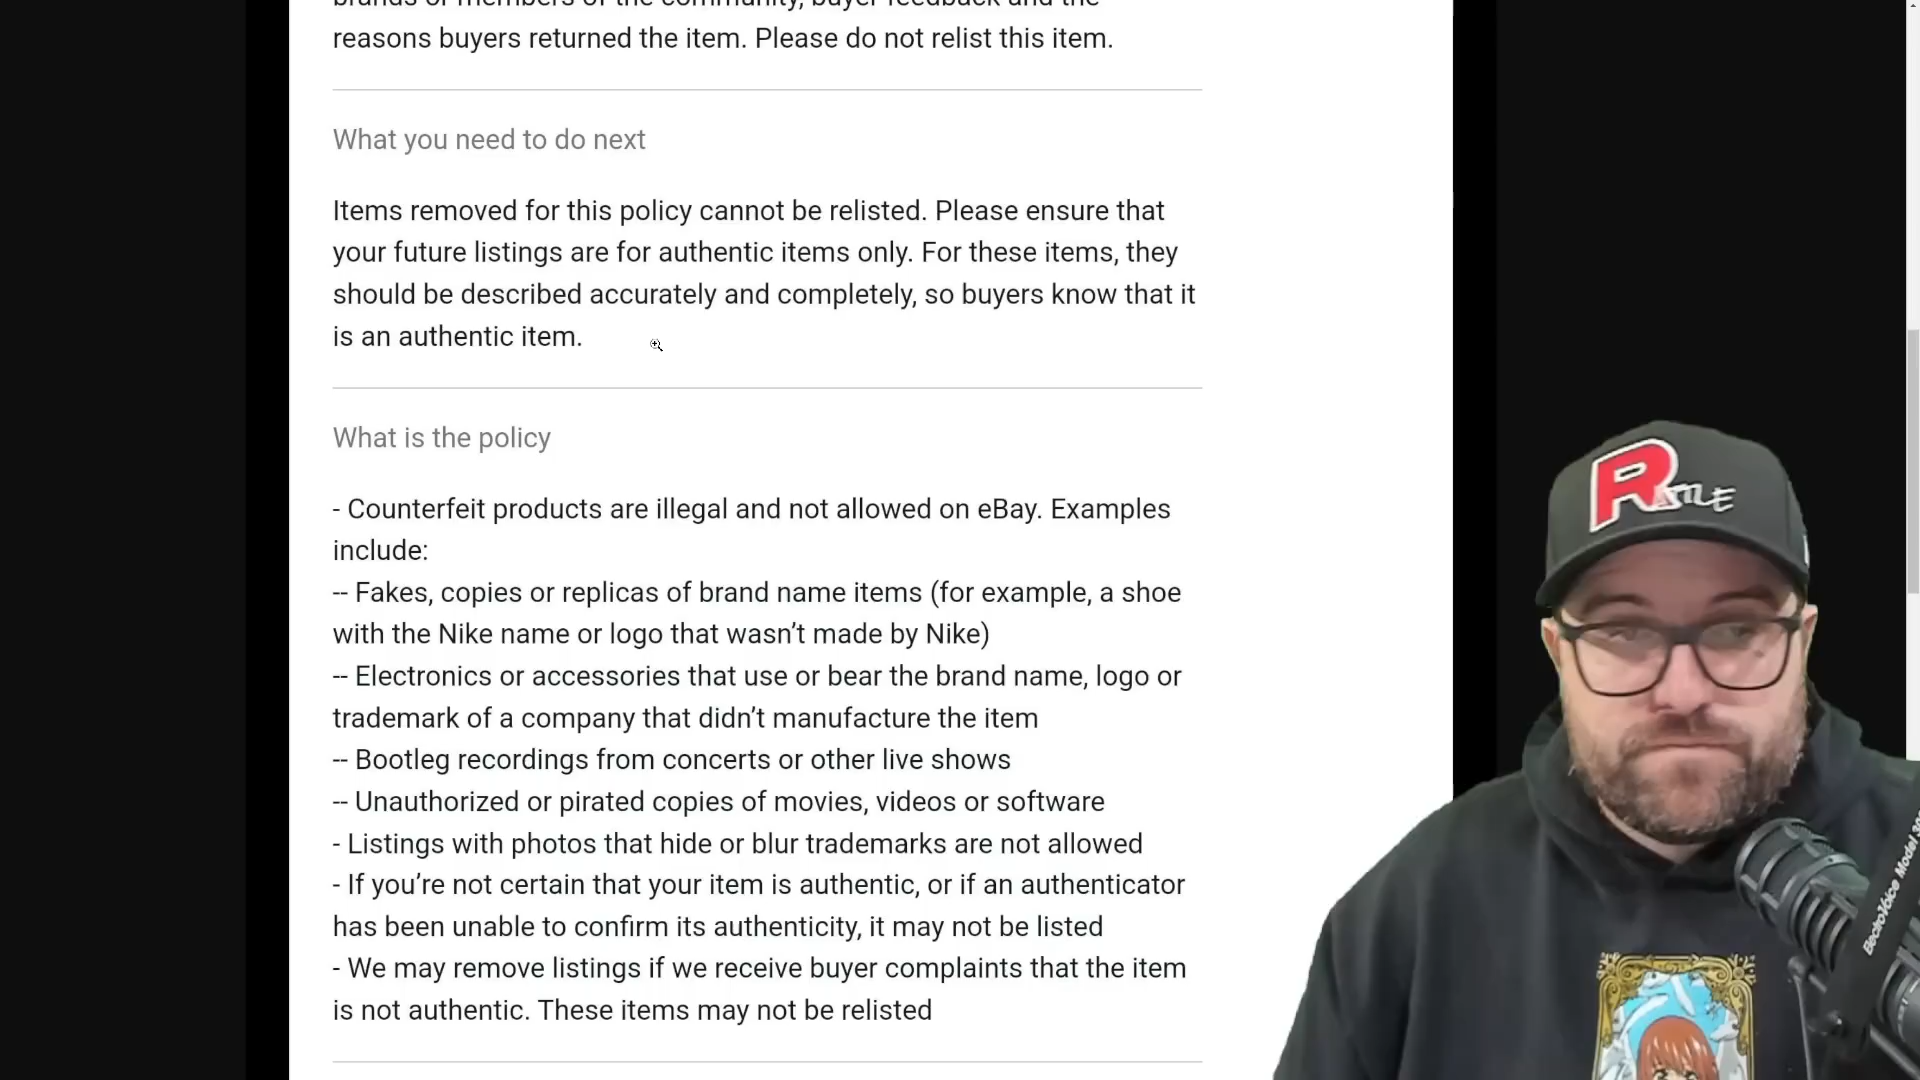 reasons buyers returned the item. Please do not relist this item.
What you need to do next
Items removed for this policy cannot be relisted. Please ensure that
your future listings are for authentic items only. For these items, they
should be described accurately and completely, so buyers know that it
is an authentic item.
What is the policy
- Counterfeit products are illegal and not allowed on eBay. Examples
include:
-- Fakes, copies or replicas of brand name items (for example, a shoe
with the Nike name or logo that wasn’t made by Nike)
-- Electronics or accessories that use or bear the brand name, logo or
trademark of a company that didn’t manufacture the item
-- Bootleg recordings from concerts or other live shows
-- Unauthorized or pirated copies of movies, videos or software
- Listings with photos that hide or blur trademarks are not allowed
- If you’re not certain that your item is authentic, or if an authenticator
has been unable to confirm its authenticity, it may not be listed
- We may remove listings if we receive buyer complaints that the item
is not authentic. These items may not be relisted